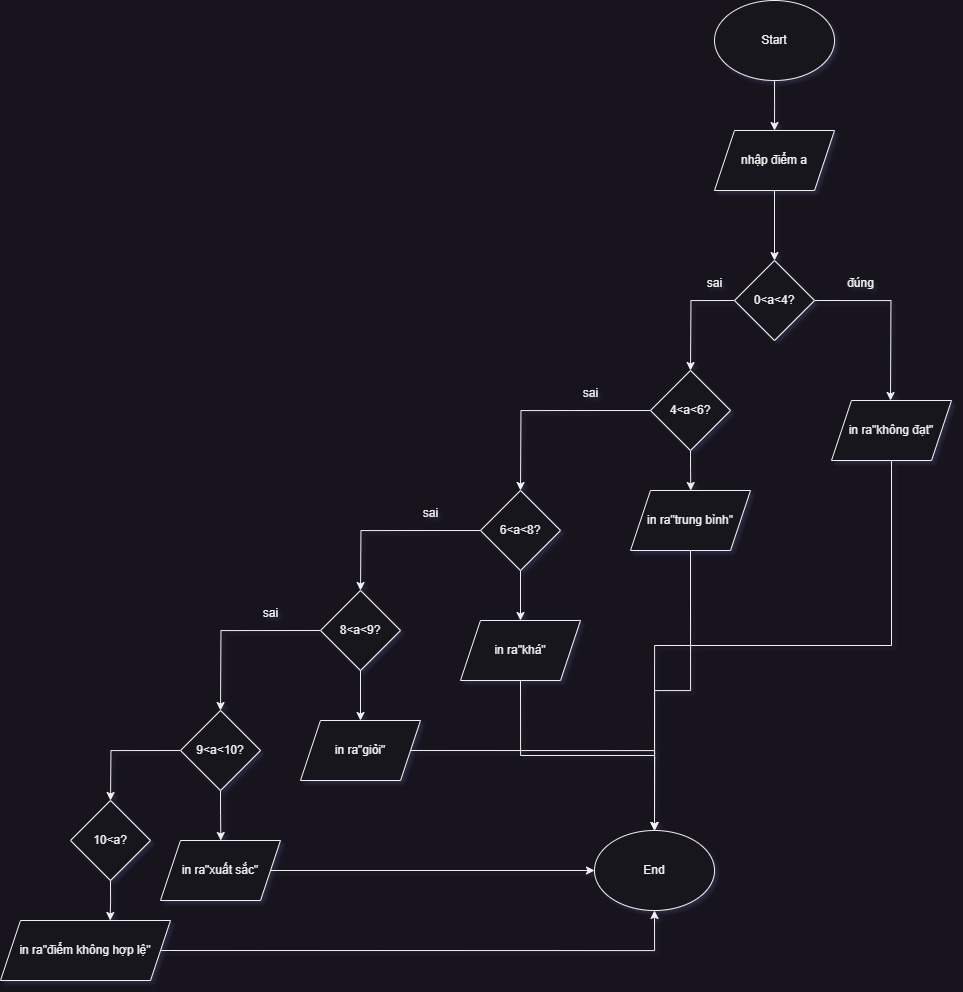 Start
nhập điểm a
sai
0<a<4?
đúng
sai
4<a<6?
in ra"không đạt"
sai
6<a<8?
in ra"trung bình"
sai
8<a<9?
in ra"khá"
9<a<10?
in ra"giỏi"
10<a?
in ra"xuất sắc"
End
in ra"điểm không hợp lệ"